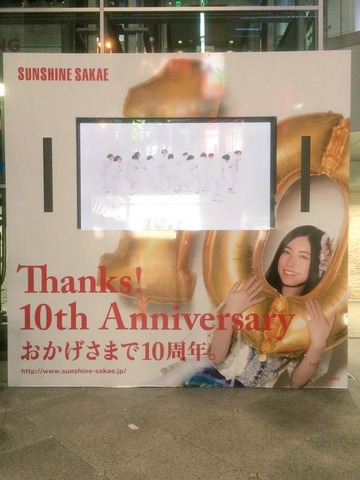 SUNSHINE SAKAE
Thanks!
10th Anniversary
おかげさまで10周年。
http://www.sunshine-sakae.jp/